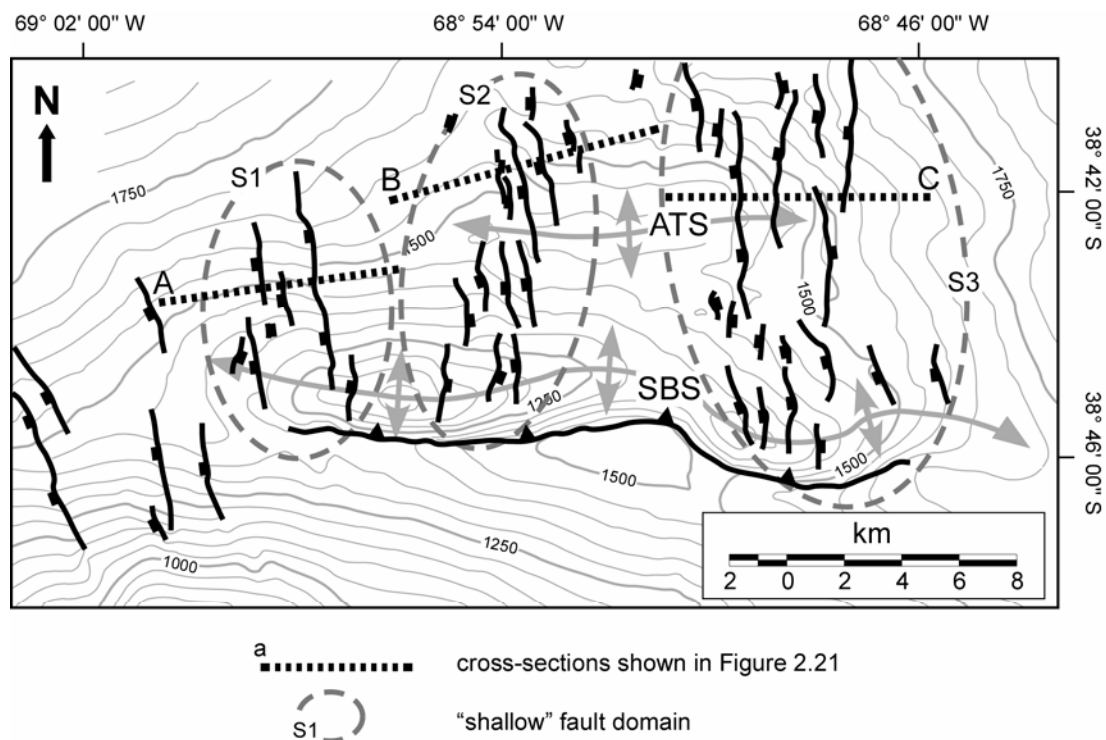 69° 02' 00" W
68° 54' 00" W
68° 46' 00" W
N
S1
S2
S3
A
B
C
ATS
SBS
1750
1500
1750
1500
1250
1500
1500
1250
1000
38° 42' 00" S
38° 46' 00" S
km
2 0 2 4 6 8
a cross-sections shown in Figure 2.21
S1 “shallow” fault domain